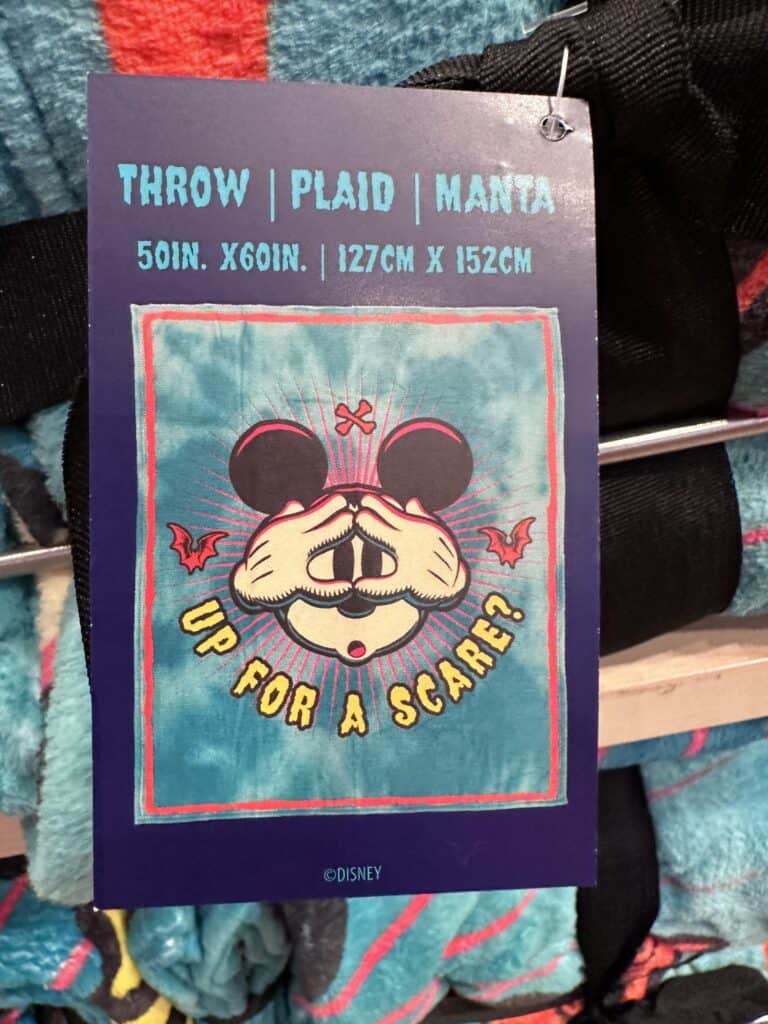 THROW | PLAID | MANTA
50IN. X60IN. | 127CM X 152CM
UP FOR A SCARE?
©DISNEY